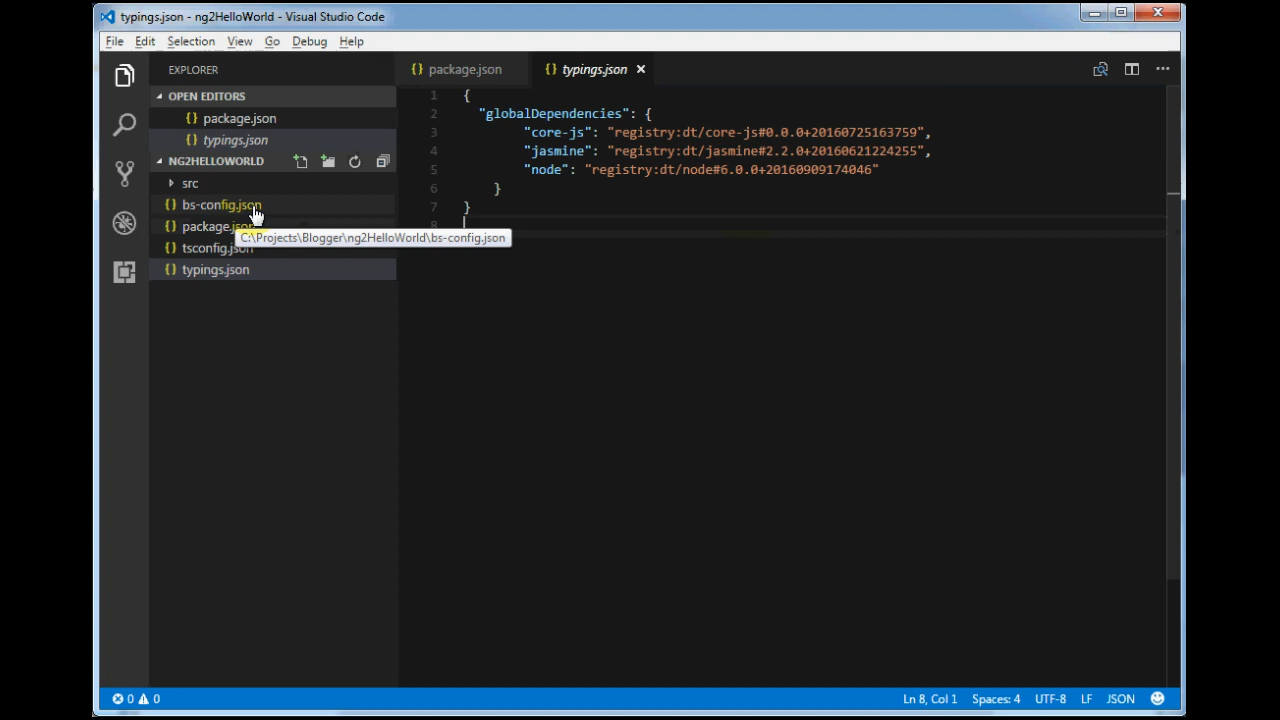 typings.json - ng2HelloWorld - Visual Studio Code
File Edit Selection View Go Debug Help
EXPLORER
{} package.json
{} typings.json
OPEN EDITORS
{} package.json
{} typings.json
NG2HELLOWORLD
src
{} bs-config.json
{} package.json
C:\Projects\Blogger\ng2HelloWorld\bs-config.json
{} tsconfig.json
{} typings.json
1 {
2 "globalDependencies": {
3 "core-js": "registry:dt/core-js#0.0.0+20160725163759",
4 "jasmine": "registry:dt/jasmine#2.2.0+20160621224255",
5 "node": "registry:dt/node#6.0.0+20160909174046"
6 }
7 }
8
0 0
Ln 8, Col 1 Spaces: 4 UTF-8 LF JSON